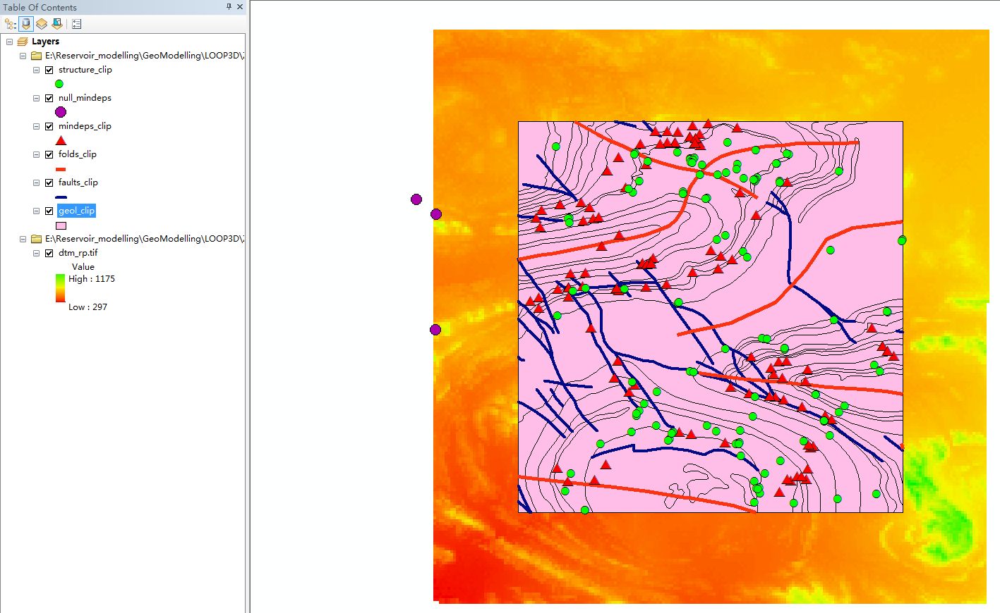 Table Of Contents
Layers
E:\Reservoir_modelling\GeoModelling\LOOP3D\
structure_clip
null_mindeps
mindeps_clip
folds_clip
faults_clip
geol_clip
E:\Reservoir_modelling\GeoModelling\LOOP3D\
dtm_rp.tif
Value
High : 1175
Low : 297